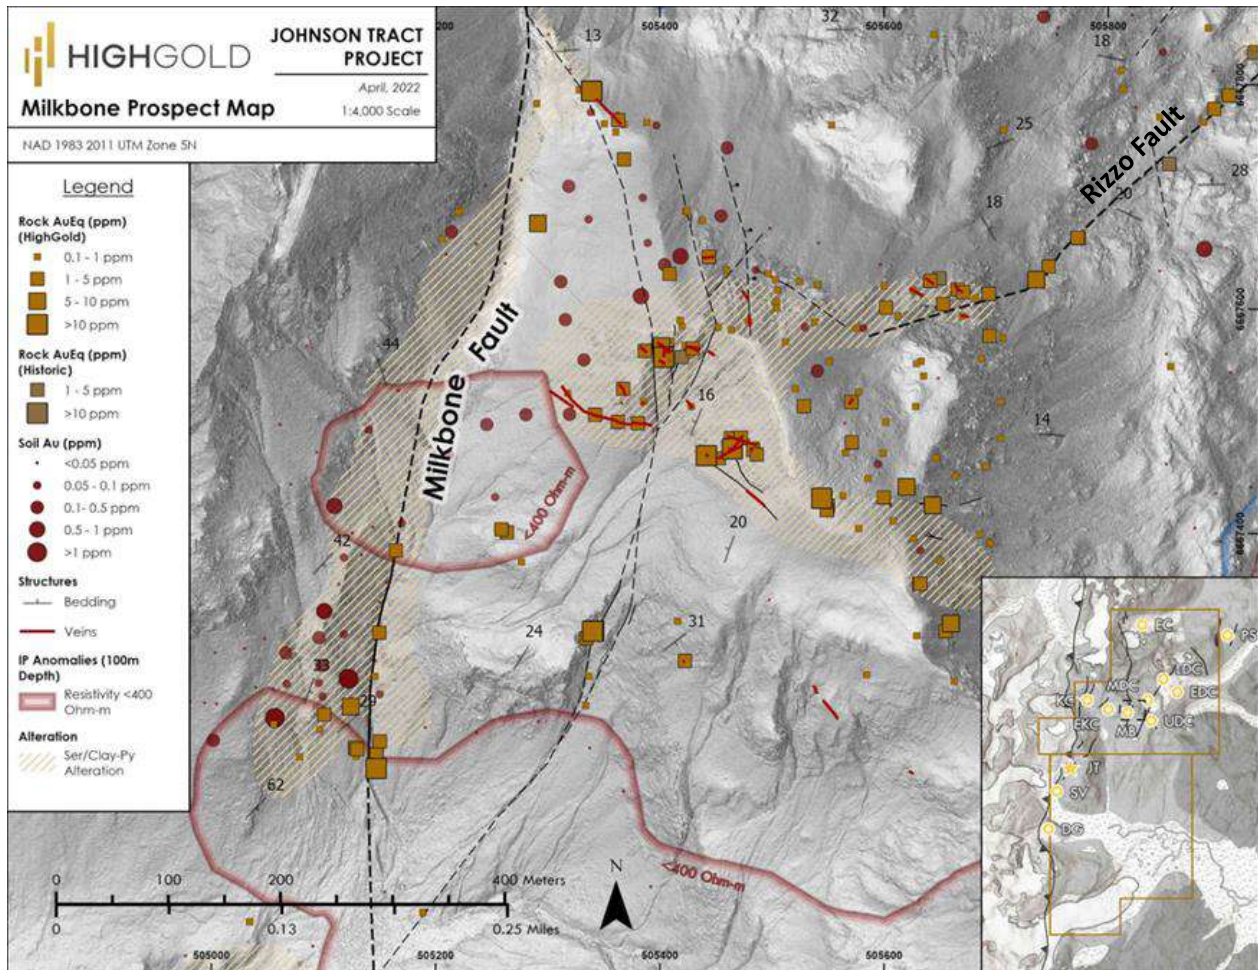 HIGHGOLD
JOHNSON TRACT
PROJECT
April, 2022
Milkbone Prospect Map
1:4,000 Scale
NAD 1983 2011 UTM Zone 5N
Legend
Rock AuEq (ppm)
(HighGold)
0.1 - 1 ppm
1 - 5 ppm
5 - 10 ppm
>10 ppm
Rock AuEq (ppm)
(Historic)
1 - 5 ppm
>10 ppm
Soil Au (ppm)
<0.05 ppm
0.05 - 0.1 ppm
0.1- 0.5 ppm
0.5 - 1 ppm
>1 ppm
Structures
Bedding
Veins
IP Anomalies (100m
Depth)
Resistivity <400
Ohm-m
Alteration
Ser/Clay-Py
Alteration
505400
505600
505800
32
13
18
25
6667800
Rizzo Fault
28
30
18
6667600
44
Milkbone Fault
16
14
<400 Ohm-m
42
20
6667400
24
31
33
29
62
<400 Ohm-m
N
0 100 200 400 Meters
0 0.13 0.25 Miles
505000
505200
505400
505600
EC
PS
LDC
MDC
EDC
KC
EKC
MB
UDC
JT
SV
DG